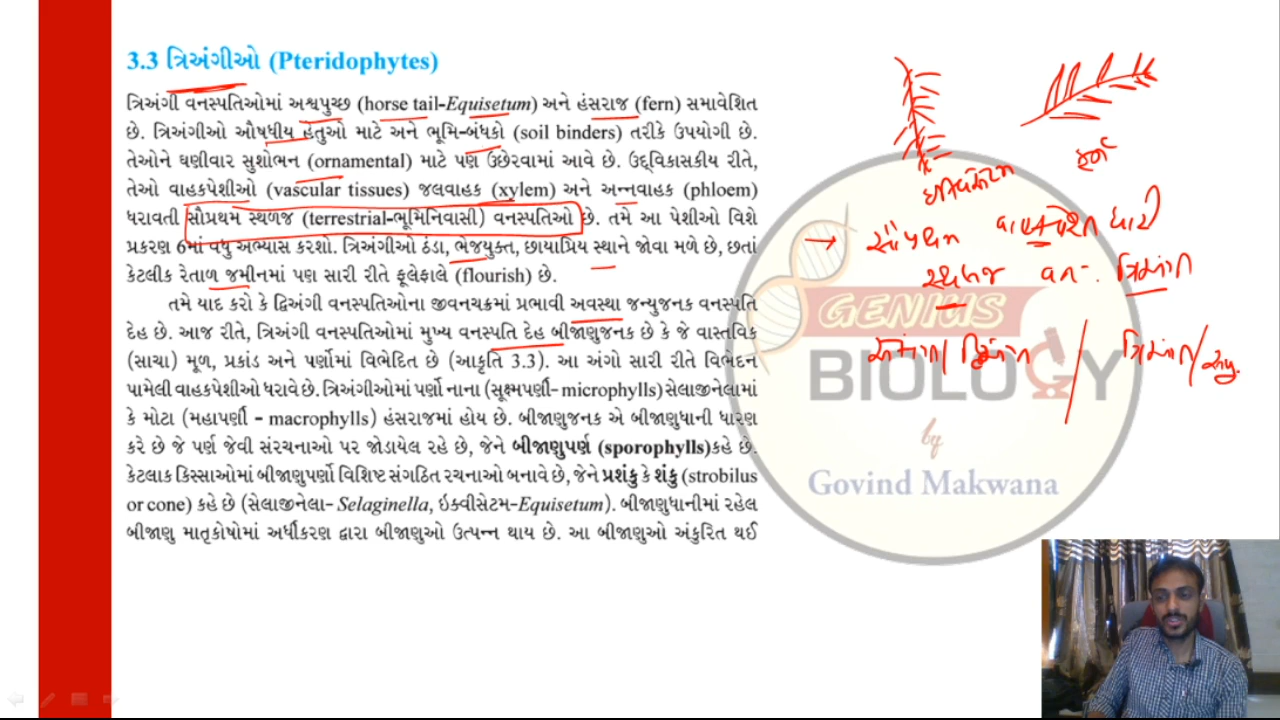 3.3 ત્રિઅંગીઓ (Pteridophytes)
ત્રિઅંગી વનસ્પતિઓમાં અશ્વપુચ્છ (horse tail-Equisetum) અને હંસરાજ (fern) સમાવેશિત
છે. ત્રિઅંગીઓ ઔષધીય હેતુઓ માટે અને ભૂમિ-બંધકો (soil binders) તરીકે ઉપયોગી છે.
તેઓને ઘણીવાર સુશોભન (ornamental) માટે પણ ઉછેરવામાં આવે છે. ઉદ્દવિકાસકીય રીતે,
તેઓ વાહકપેશીઓ (vascular tissues) જલવાહક (xylem) અને અન્નવાહક (phloem)
ધરાવતી સૌપ્રથમ સ્થળજ (terrestrial-ભૂમિનિવાસી) વનસ્પતિઓ છે. તમે આ પેશીઓ વિશે
પ્રકરણ 6માં વધુ અભ્યાસ કરશો. ત્રિઅંગીઓ ઠંડા, ભેજયુક્ત, છાયાપ્રિય સ્થાને જોવા મળે છે, છતાં
કેટલીક રેતાળ જમીનમાં પણ સારી રીતે ફૂલેફાલે (flourish) છે.
તમે યાદ કરો કે દ્વિઅંગી વનસ્પતિઓના જીવનચક્રમાં પ્રભાવી અવસ્થા જન્યુજનક વનસ્પતિ
દેહ છે. આજ રીતે, ત્રિઅંગી વનસ્પતિઓમાં મુખ્ય વનસ્પતિ દેહ બીજાણુજનક છે કે જે વાસ્તવિક
(સાચા) મૂળ, પ્રકાંડ અને પર્ણોમાં વિભેદિત છે (આકૃતિ 3.3). આ અંગો સારી રીતે વિભેદન
પામેલી વાહકપેશીઓ ધરાવે છે. ત્રિઅંગીઓમાં પર્ણો નાના (સૂક્ષ્મપર્ણી- microphylls) સેલાજીનેલામાં
કે મોટા (મહાપર્ણી - macrophylls) હંસરાજમાં હોય છે. બીજાણુજનક એ બીજાણુધાની ધારણ
કરે છે જે પર્ણ જેવી સંરચનાઓ પર જોડાયેલ રહે છે, જેને બીજાણુપર્ણ (sporophylls)કહે છે.
કેટલાક કિસ્સાઓમાં બીજાણુપર્ણો વિશિષ્ટ સંગઠિત રચનાઓ બનાવે છે, જેને પ્રશંકુ કે શંકુ (strobilus
or cone) કહે છે (સેલાજીનેલા- Selaginella, ઇક્વીસેટમ-Equisetum). બીજાણુધાનીમાં રહેલ
બીજાણુ માતૃકોષોમાં અર્ધીકરણ દ્વારા બીજાણુઓ ઉત્પન્ન થાય છે. આ બીજાણુઓ અંકુરિત થઈ
ફર્ન
સ્થળજ વન. ત્રિઅંગી
GENIUS
BIOLOGY
by
Govind Makwana